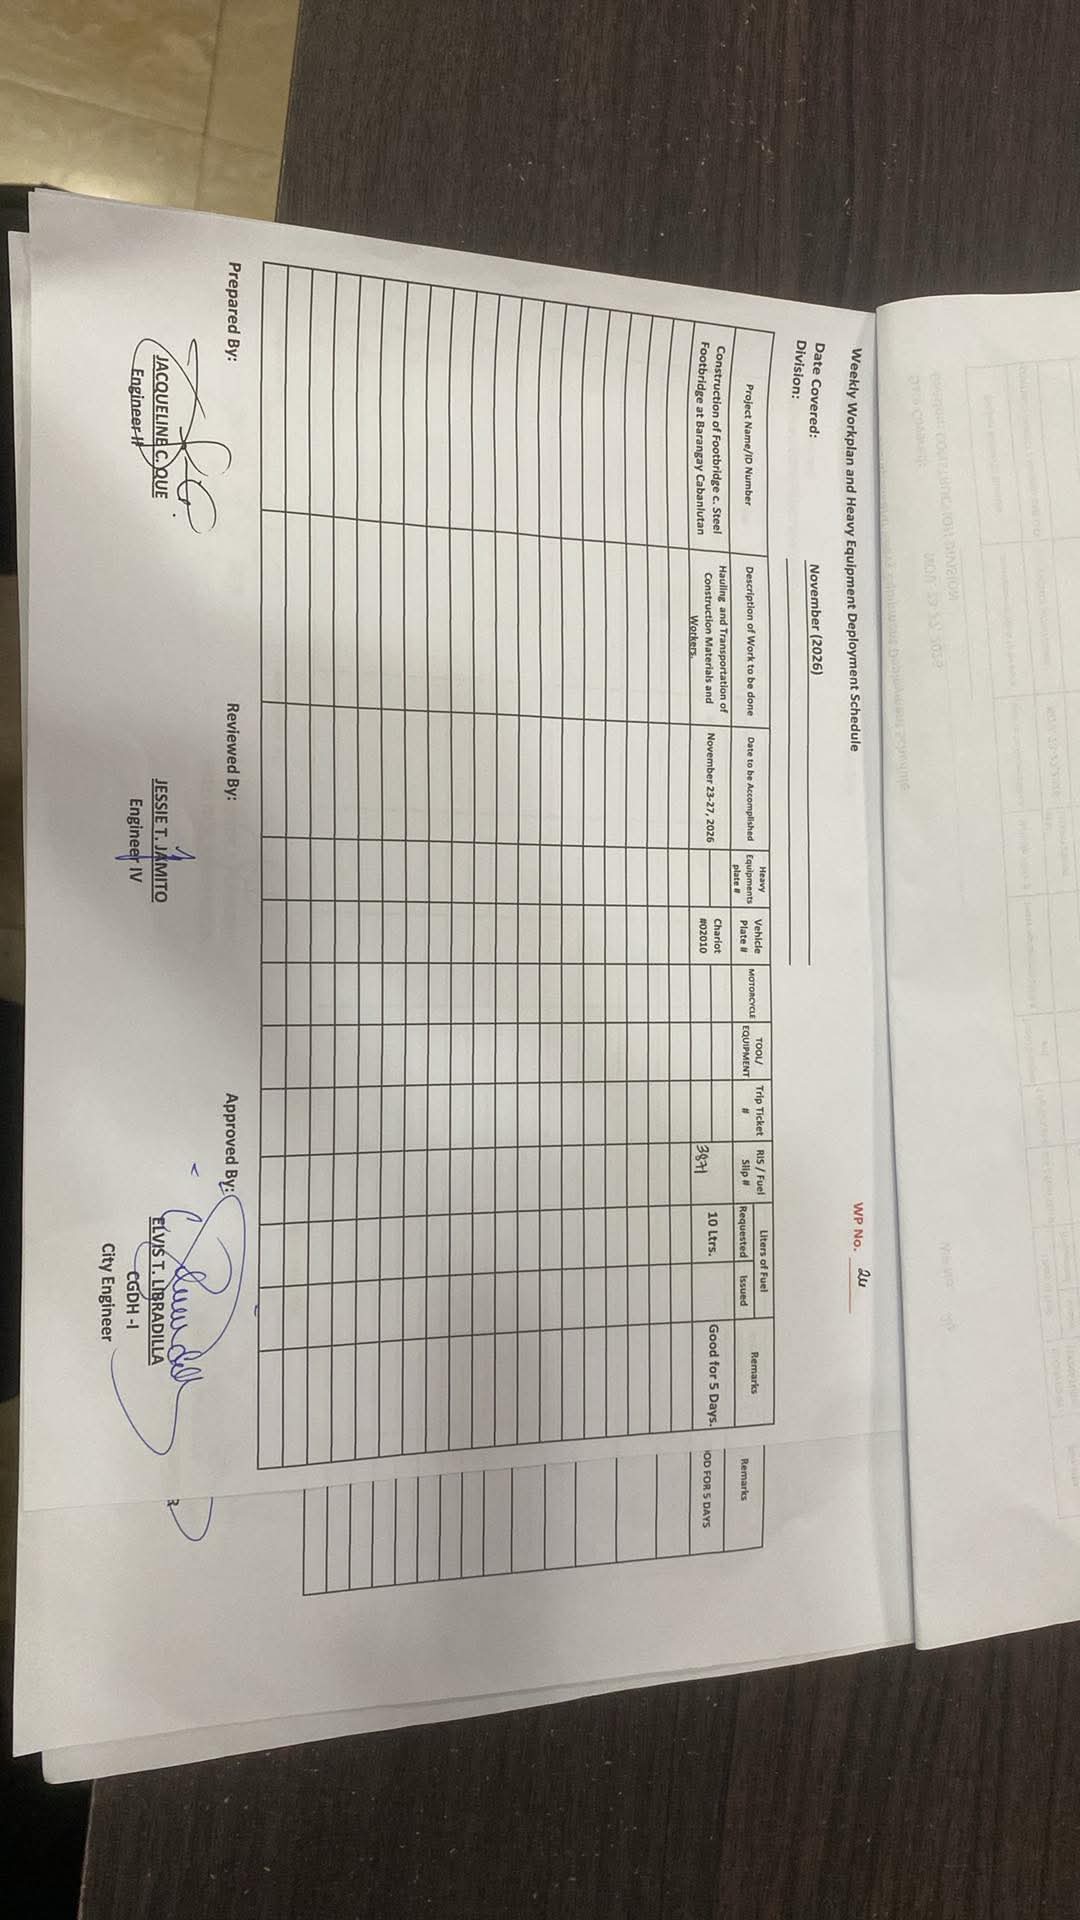 Weekly Workplan and Heavy Equipment Deployment Schedule
WP No.
Date Covered: November (2026)
Division:
Project Name/ID Number
Description of Work to be done
Date to be Accomplished
Heavy Equipments plate #
Vehicle Plate #
MOTORCYCLE
TOOL/ EQUIPMENT
Trip Ticket #
RIS / Fuel Slip #
Liters of Fuel
Requested
Issued
Remarks
Construction of Footbridge c. Steel
Footbridge at Barangay Cabanlutan
Hauling and Transportation of
Construction Materials and
Workers.
November 23-27, 2026
Chariot
#02010
3871
10 Ltrs.
Good for 5 Days.
Remarks
OD FOR 5 DAYS
Prepared By:
JACQUELINE C. QUE
Engineer II
Reviewed By:
JESSIE T. JAMITO
Engineer IV
Approved By:
ELVIS T. LIBRADILLA
CGDH -I
City Engineer